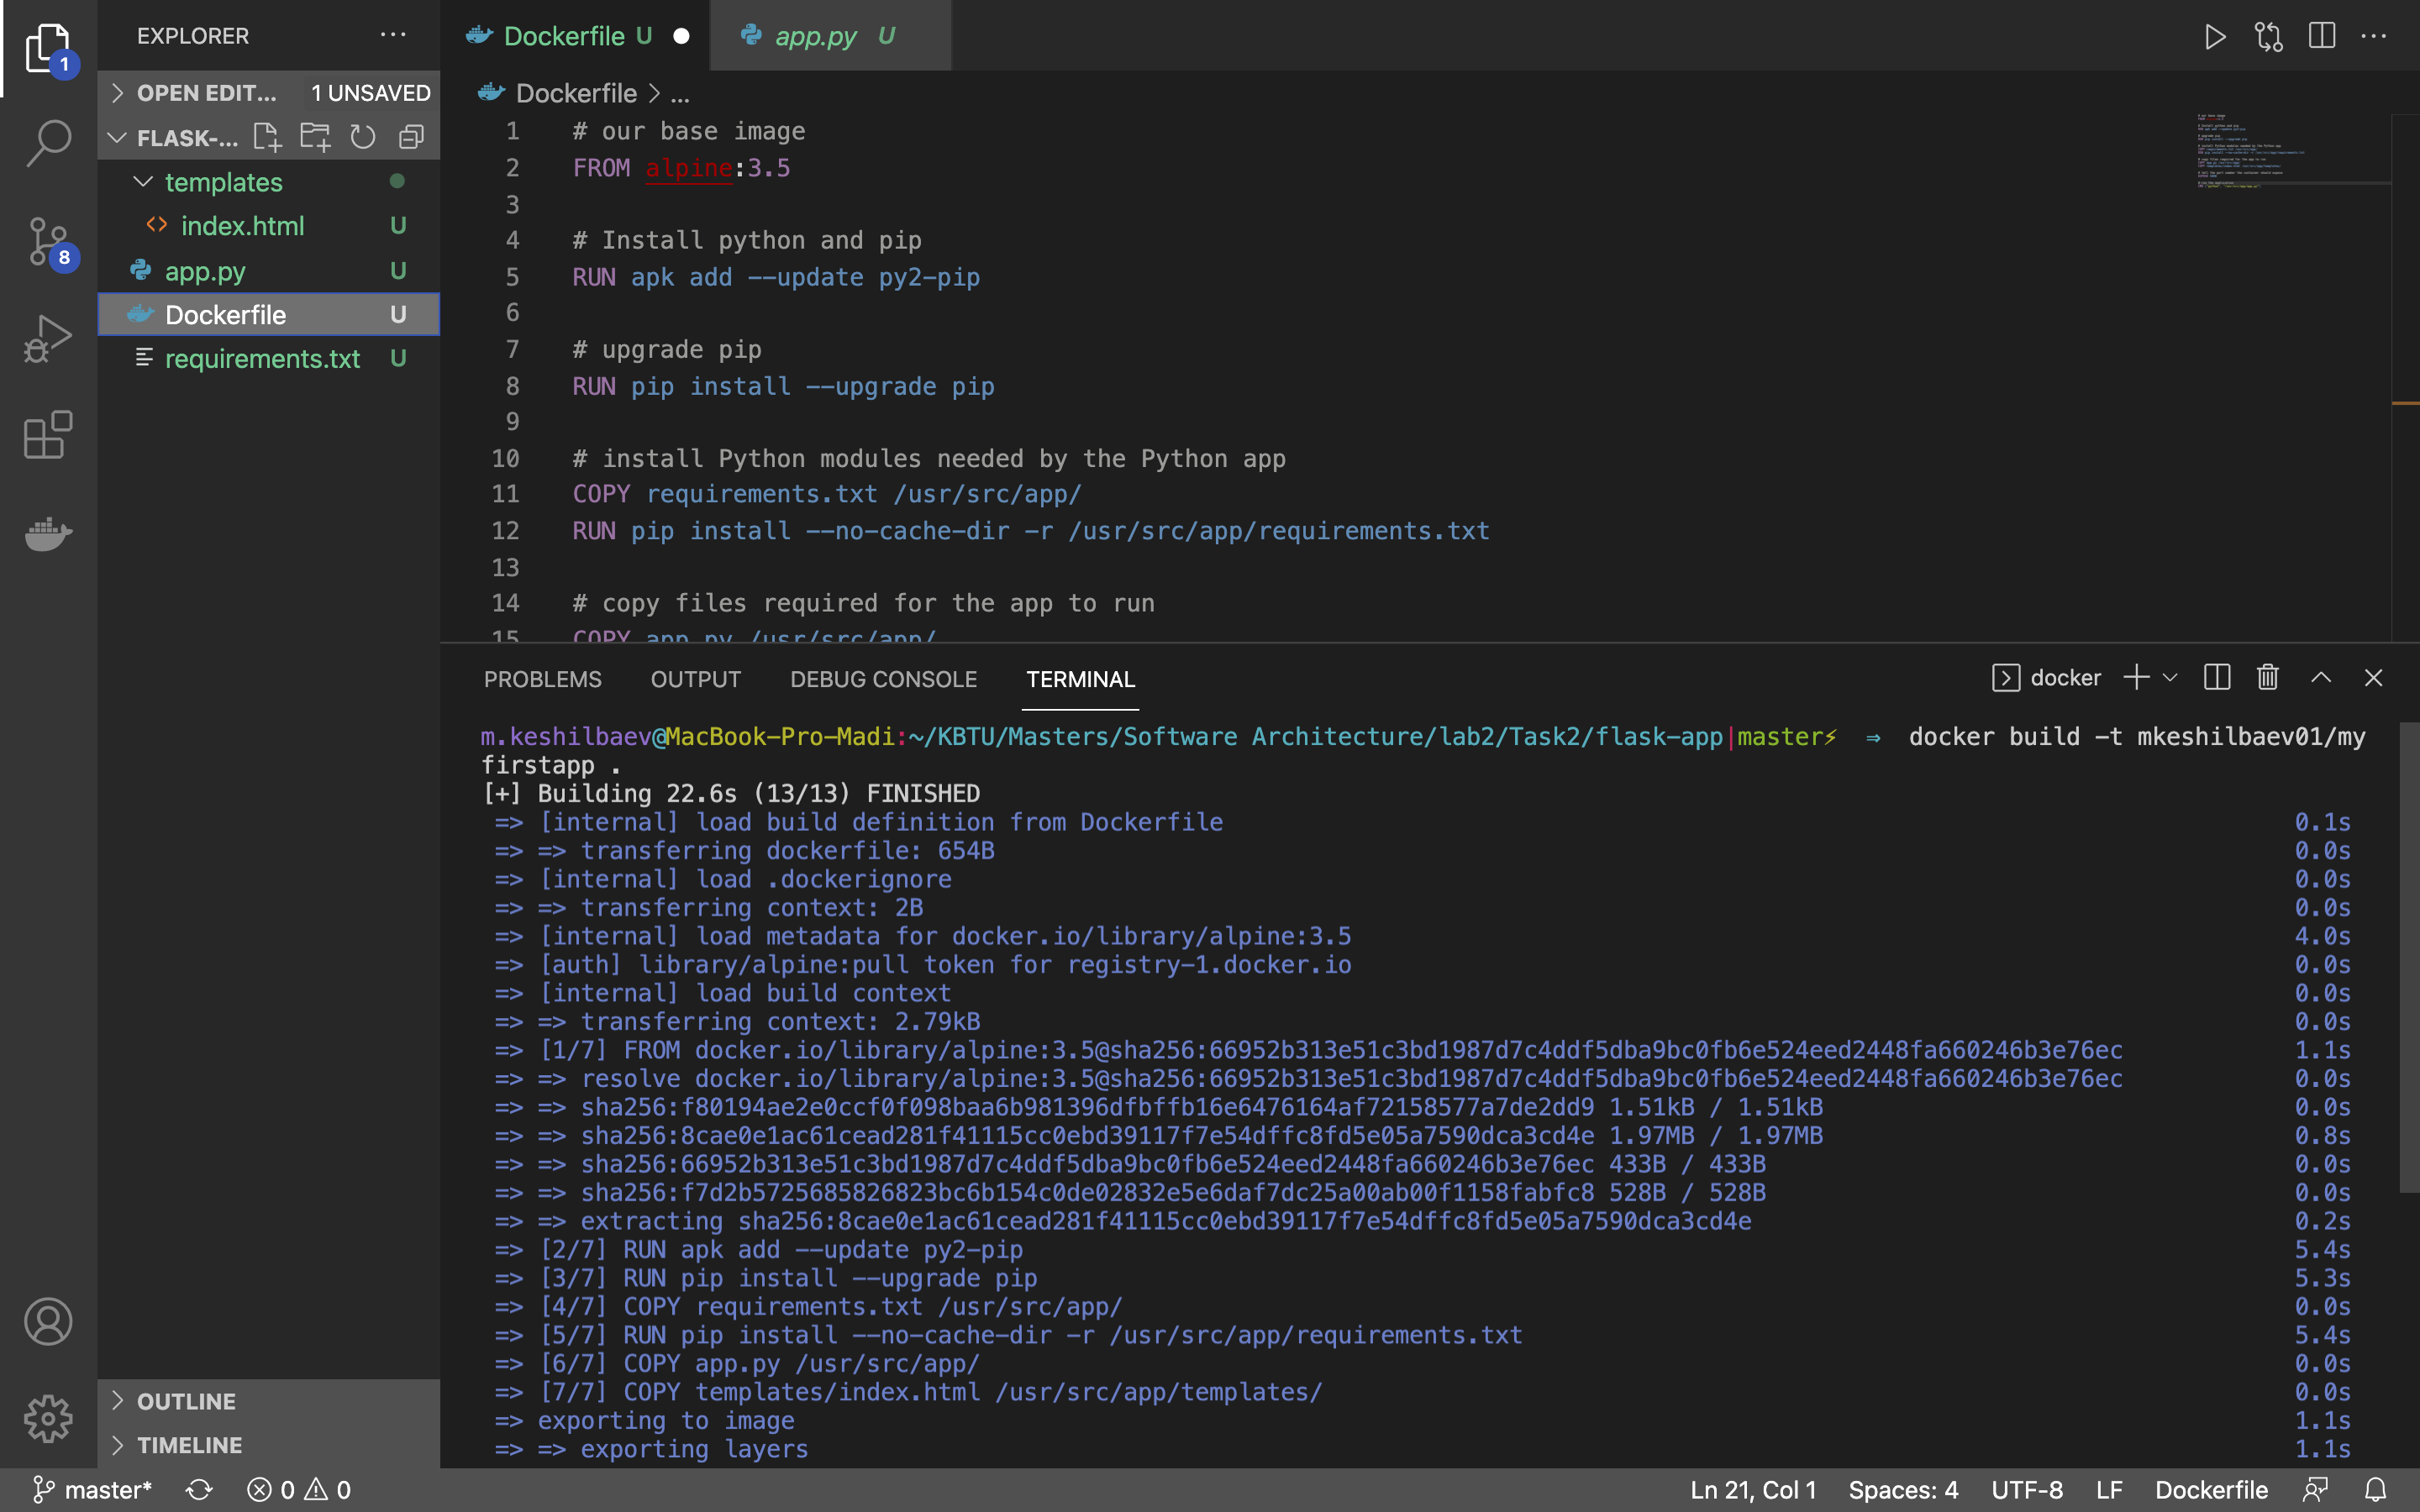 EXPLORER
Dockerfile U
app.py U
1
OPEN EDIT... 1 UNSAVED
Dockerfile > ...
FLASK-...
templates
index.html U
8
app.py U
Dockerfile U
requirements.txt U
1 # our base image
2 FROM alpine:3.5
3
4 # Install python and pip
5 RUN apk add --update py2-pip
6
7 # upgrade pip
8 RUN pip install --upgrade pip
9
10 # install Python modules needed by the Python app
11 COPY requirements.txt /usr/src/app/
12 RUN pip install --no-cache-dir -r /usr/src/app/requirements.txt
13
14 # copy files required for the app to run
15 COPY app.py /usr/src/app/
PROBLEMS OUTPUT DEBUG CONSOLE TERMINAL docker
m.keshilbaev@MacBook-Pro-Madi:~/KBTU/Masters/Software Architecture/lab2/Task2/flask-app|master⚡ ⇒ docker build -t mkeshilbaev01/my
firstapp .
[+] Building 22.6s (13/13) FINISHED
=> [internal] load build definition from Dockerfile 0.1s
=> => transferring dockerfile: 654B 0.0s
=> [internal] load .dockerignore 0.0s
=> => transferring context: 2B 0.0s
=> [internal] load metadata for docker.io/library/alpine:3.5 4.0s
=> [auth] library/alpine:pull token for registry-1.docker.io 0.0s
=> [internal] load build context 0.0s
=> => transferring context: 2.79kB 0.0s
=> [1/7] FROM docker.io/library/alpine:3.5@sha256:66952b313e51c3bd1987d7c4ddf5dba9bc0fb6e524eed2448fa660246b3e76ec 1.1s
=> => resolve docker.io/library/alpine:3.5@sha256:66952b313e51c3bd1987d7c4ddf5dba9bc0fb6e524eed2448fa660246b3e76ec 0.0s
=> => sha256:f80194ae2e0ccf0f098baa6b981396dfbffb16e6476164af72158577a7de2dd9 1.51kB / 1.51kB 0.0s
=> => sha256:8cae0e1ac61cead281f41115cc0ebd39117f7e54dffc8fd5e05a7590dca3cd4e 1.97MB / 1.97MB 0.8s
=> => sha256:66952b313e51c3bd1987d7c4ddf5dba9bc0fb6e524eed2448fa660246b3e76ec 433B / 433B 0.0s
=> => sha256:f7d2b5725685826823bc6b154c0de02832e5e6daf7dc25a00ab00f1158fabfc8 528B / 528B 0.0s
=> => extracting sha256:8cae0e1ac61cead281f41115cc0ebd39117f7e54dffc8fd5e05a7590dca3cd4e 0.2s
=> [2/7] RUN apk add --update py2-pip 5.4s
=> [3/7] RUN pip install --upgrade pip 5.3s
=> [4/7] COPY requirements.txt /usr/src/app/ 0.0s
=> [5/7] RUN pip install --no-cache-dir -r /usr/src/app/requirements.txt 5.4s
=> [6/7] COPY app.py /usr/src/app/ 0.0s
=> [7/7] COPY templates/index.html /usr/src/app/templates/ 0.0s
=> exporting to image 1.1s
=> => exporting layers 1.1s
OUTLINE
TIMELINE
master* 0 0 Ln 21, Col 1 Spaces: 4 UTF-8 LF Dockerfile